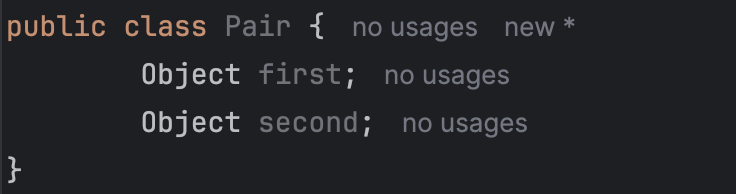 public class Pair { no usages new *
Object first; no usages
Object second; no usages
}